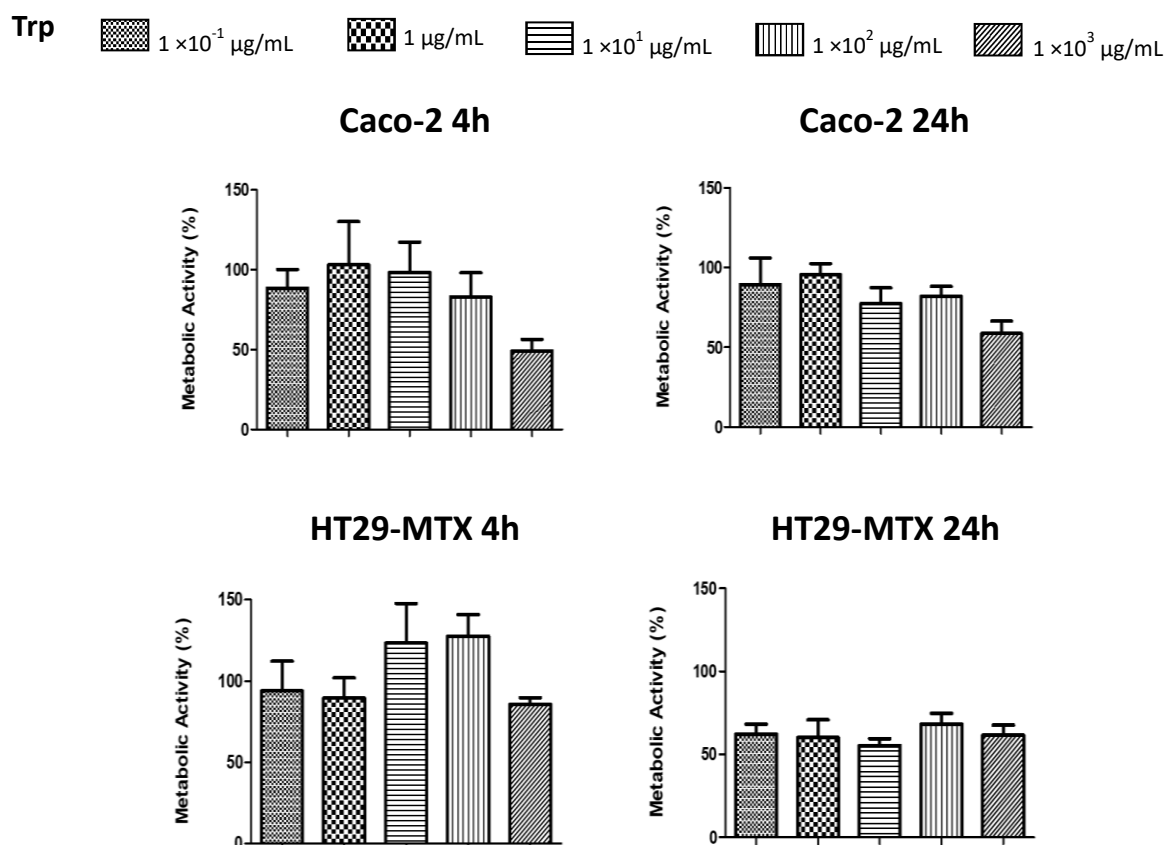 Trp
1 ×10⁻¹ µg/mL 1 µg/mL 1 ×10¹ µg/mL 1 ×10² µg/mL 1 ×10³ µg/mL
Caco-2 4h
Metabolic Activity (%)
150
100
50
0
Caco-2 24h
Metabolic Activity (%)
150
100
50
0
HT29-MTX 4h
Metabolic Activity (%)
150
100
50
0
HT29-MTX 24h
Metabolic Activity (%)
150
100
50
0